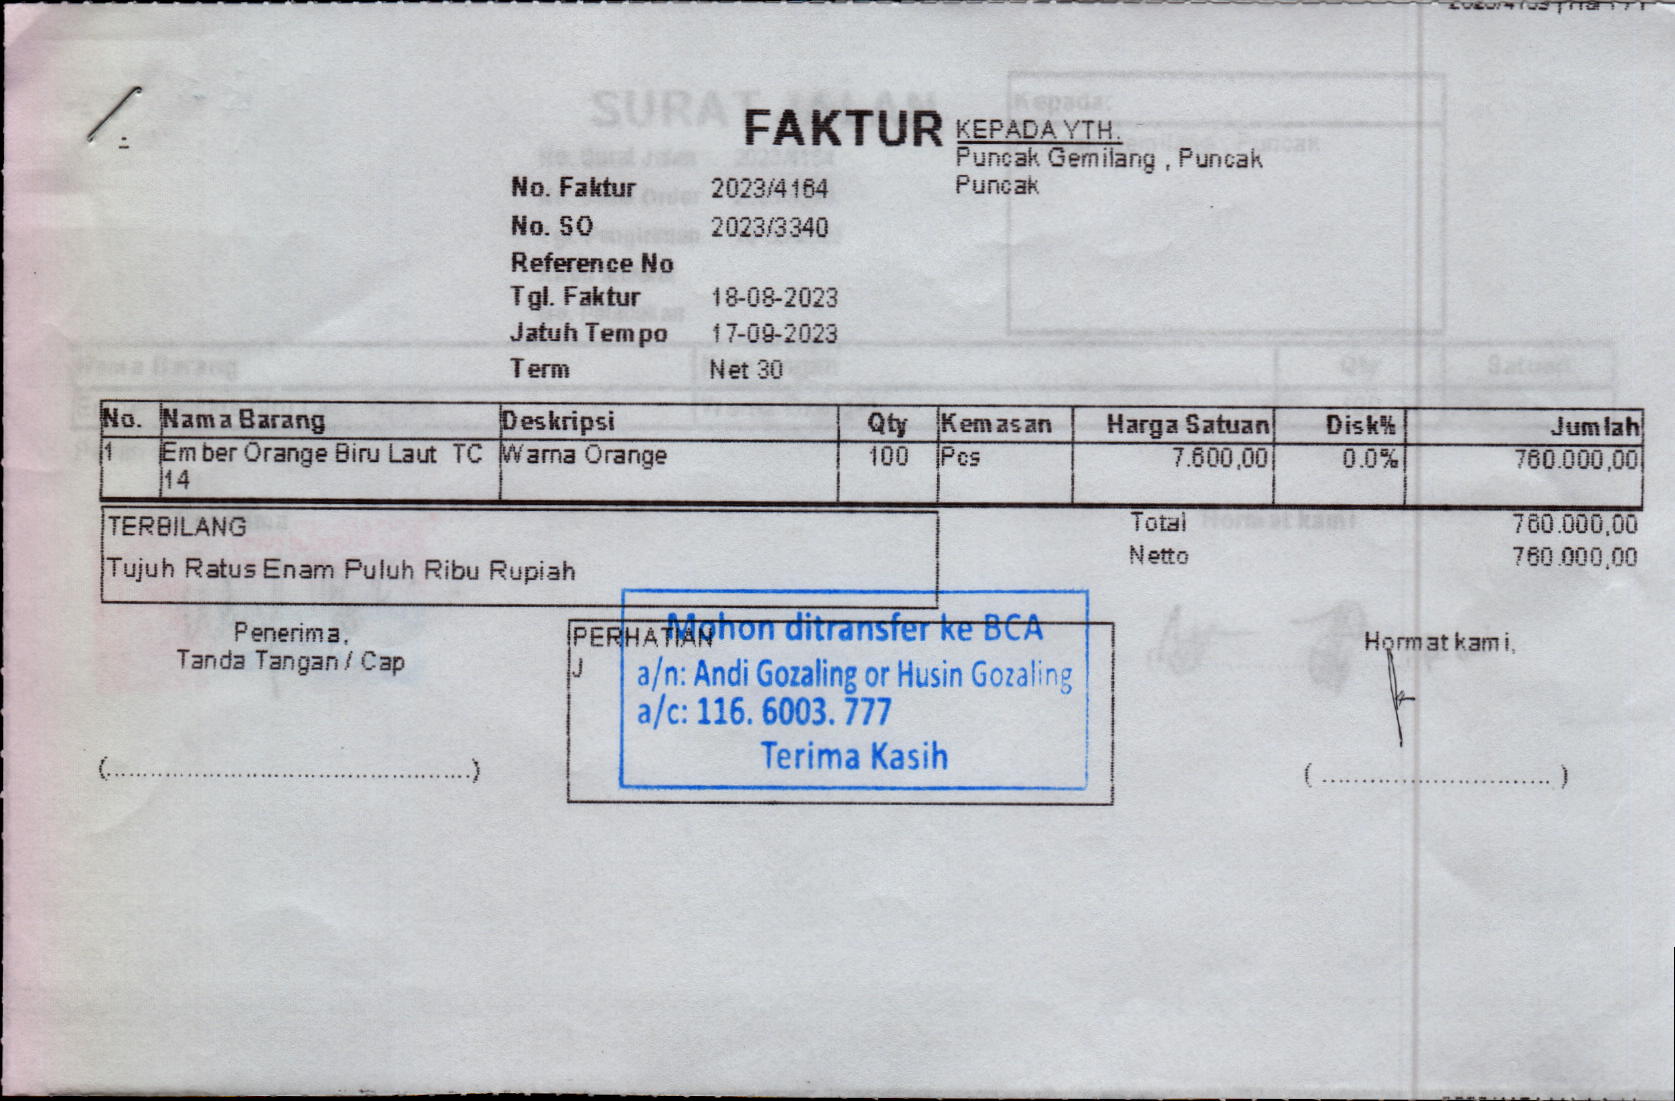 FAKTUR
KEPADA YTH.
Puncak Gemilang , Puncak
Puncak
No. Faktur 2023/4164
No. SO 2023/3340
Reference No
Tgl. Faktur 18-08-2023
Jatuh Tempo 17-09-2023
Term Net 30
No. Nama Barang Deskripsi Qty Kemasan Harga Satuan Disk% Jumlah
1 Ember Orange Biru Laut TC Warna Orange 100 Pcs 7.600,00 0.0% 760.000,00
14
TERBILANG
Tujuh Ratus Enam Puluh Ribu Rupiah
Total 760.000,00
Netto 760.000,00
Penerima,
Tanda Tangan / Cap
PERHATIAN
J
Mohon ditransfer ke BCA
a/n: Andi Gozaling or Husin Gozaling
a/c: 116. 6003. 777
Terima Kasih
Hormat kami,
(................................................)
( ............................. )
SURAT JALAN
Kepada: